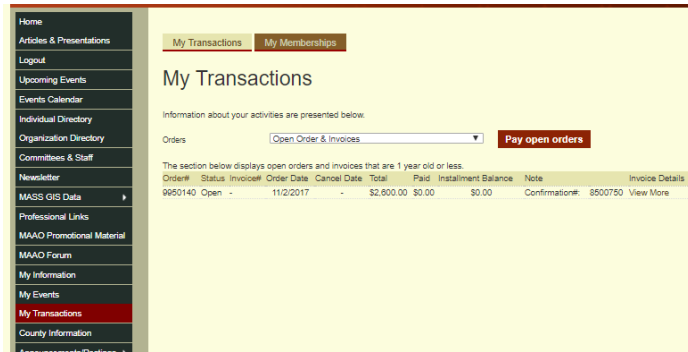 Home
Articles & Presentations
Logout
Upcoming Events
Events Calendar
Individual Directory
Organization Directory
Committees & Staff
Newsletter
MASS GIS Data
Professional Links
MAAO Promotional Material
MAAO Forum
My Information
My Events
My Transactions
County Information
My Transactions My Memberships
My Transactions
Information about your activities are presented below.
Orders Open Order & Invoices Pay open orders
The section below displays open orders and invoices that are 1 year old or less.
Order# Status Invoice# Order Date Cancel Date Total Paid Installment Balance Note Invoice Details
9950140 Open - 11/2/2017 - $2,600.00 $0.00 $0.00 Confirmation#: 8500750 View More